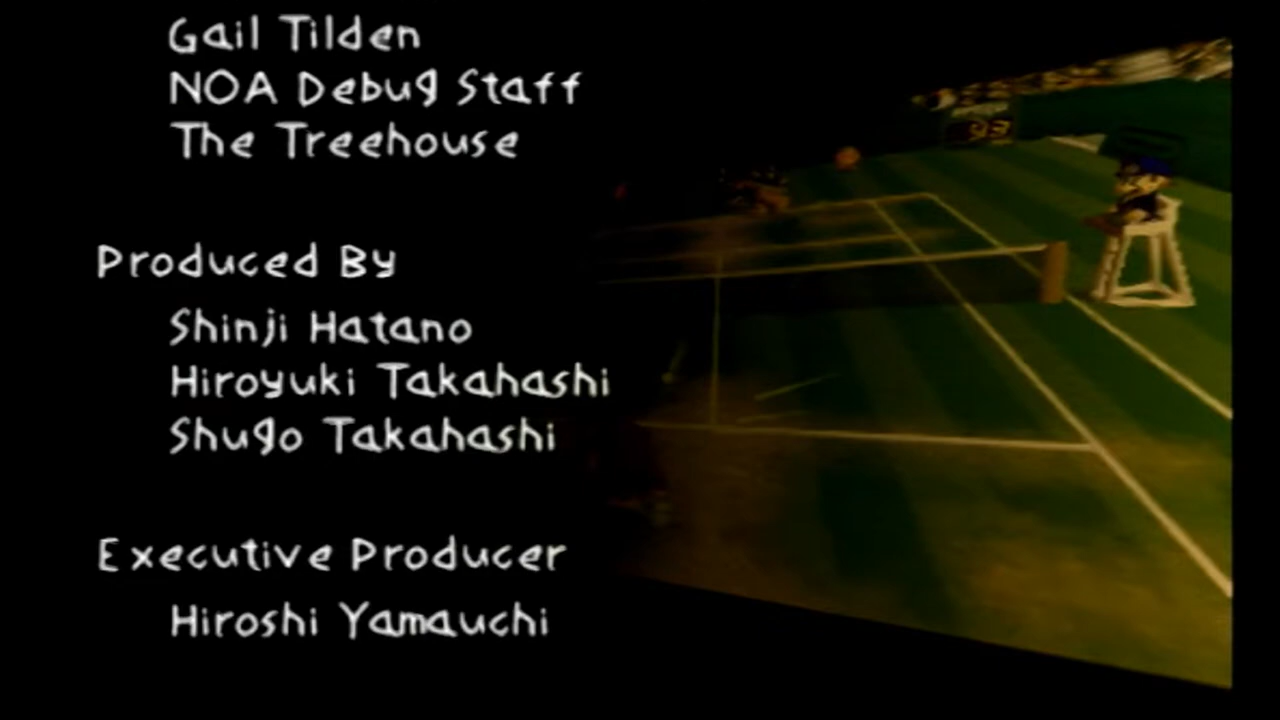 Gail Tilden
NOA Debug Staff
The Treehouse
Produced By
Shinji Hatano
Hiroyuki Takahashi
Shugo Takahashi
Executive Producer
Hiroshi Yamauchi